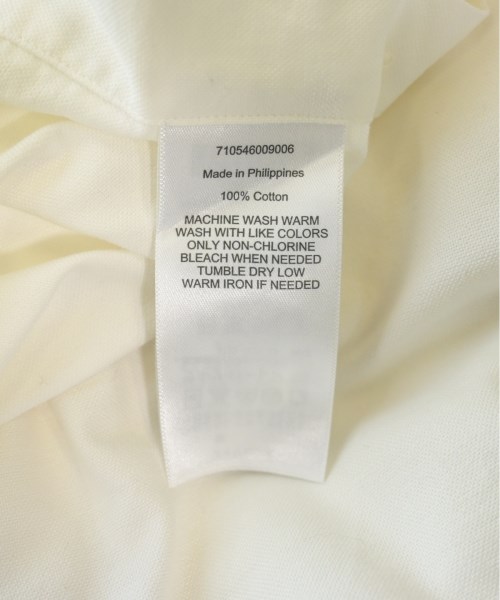 710546009006
Made in Philippines
100% Cotton
MACHINE WASH WARM
WASH WITH LIKE COLORS
ONLY NON-CHLORINE
BLEACH WHEN NEEDED
TUMBLE DRY LOW
WARM IRON IF NEEDED